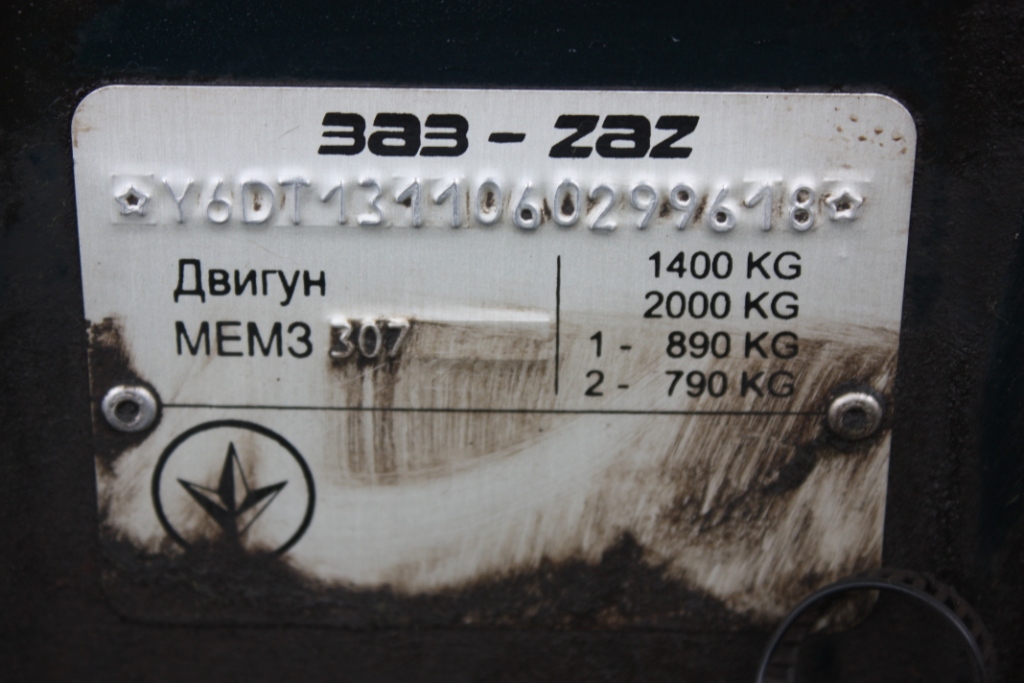 ЗАЗ - ZAZ
Y6DT1311060299618
Двигун
МЕМЗ 307
1400 KG
2000 KG
1 - 890 KG
2 - 790 KG